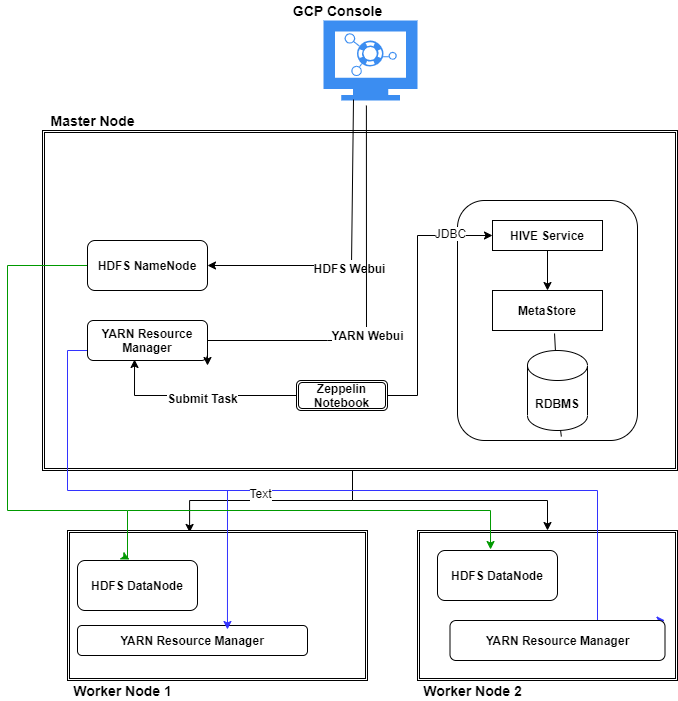 GCP Console
Master Node
JDBC
HIVE Service
HDFS NameNode
HDFS Webui
MetaStore
YARN Resource
Manager
YARN Webui
Zeppelin
Notebook
Submit Task
RDBMS
Text
HDFS DataNode
HDFS DataNode
YARN Resource Manager
YARN Resource Manager
Worker Node 1
Worker Node 2